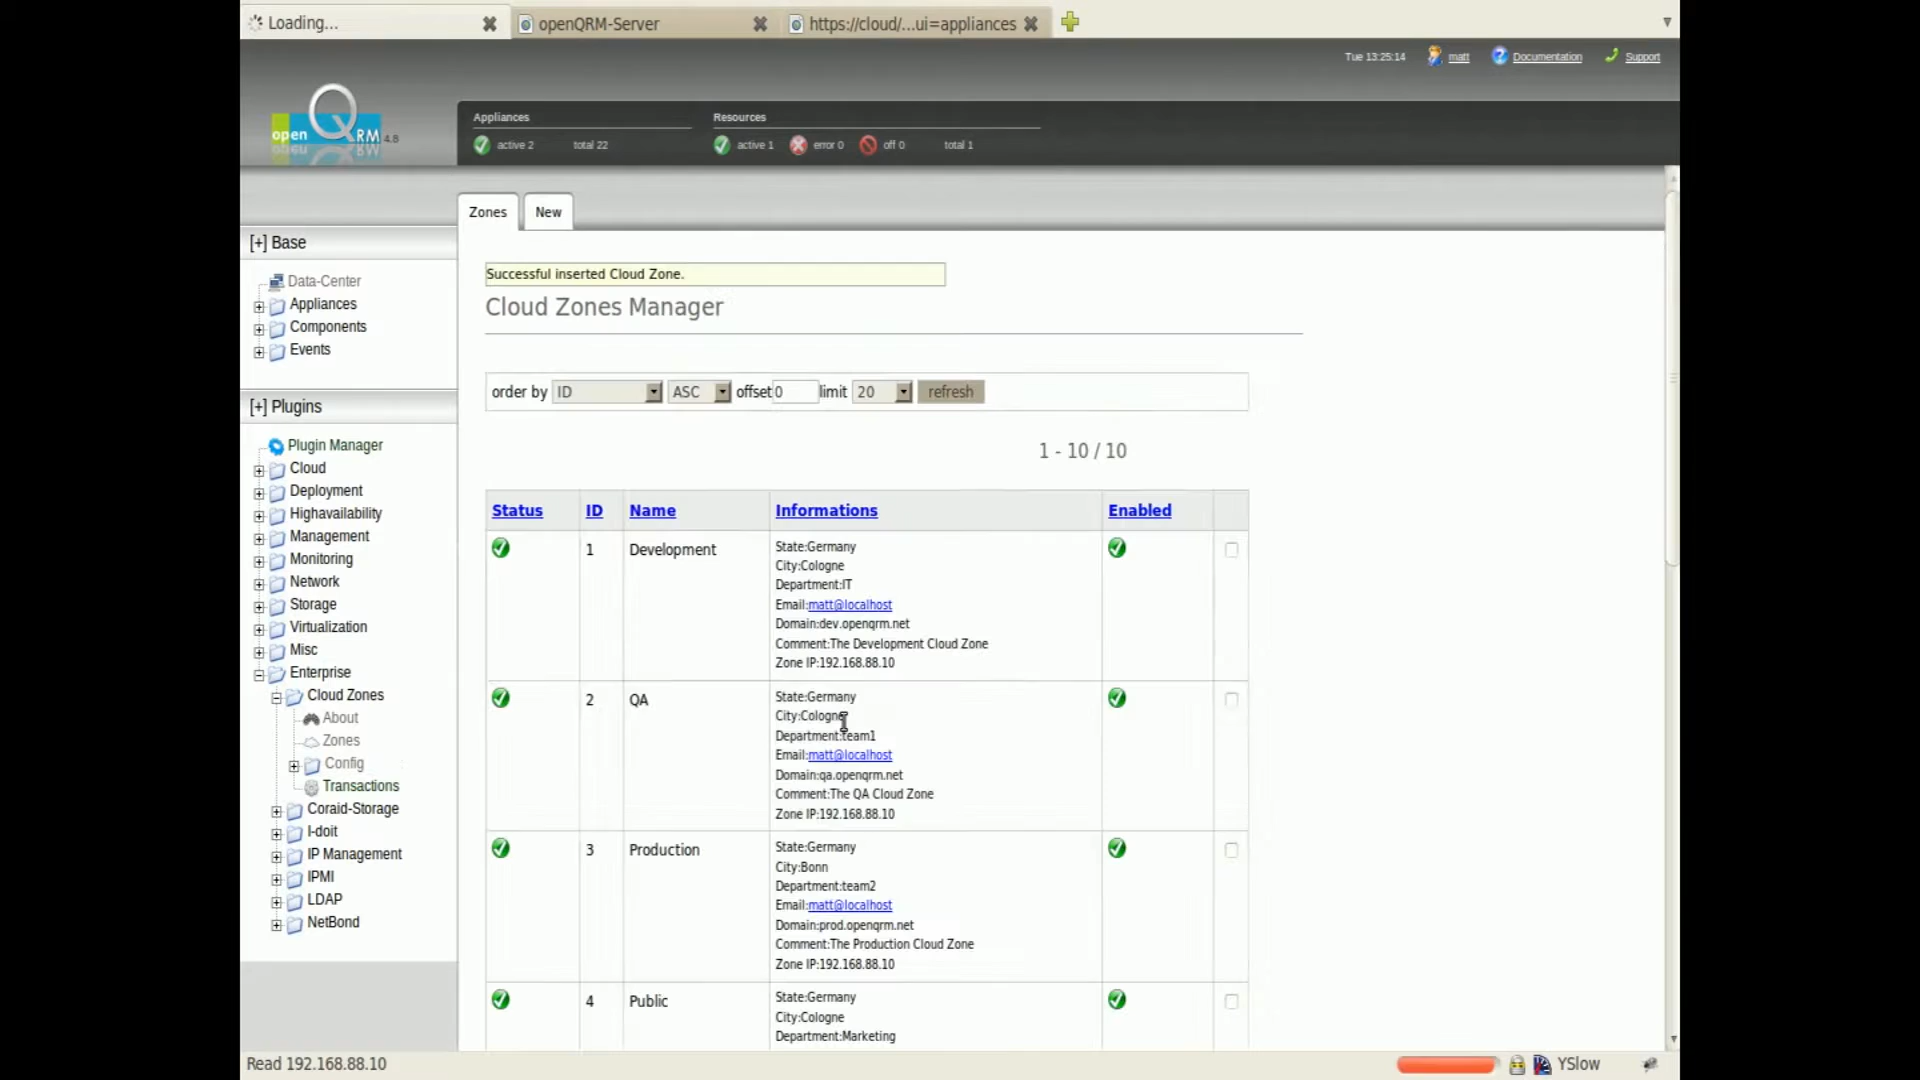 Loading...
openQRM-Server
https://cloud/...ui=appliances
Tue 13:25:14
matt
Documentation
Support
open QRM 4.8
Appliances
active 2
total 22
Resources
active 1
error 0
off 0
total 1
Zones
New
[+] Base
Data-Center
Appliances
Components
Events
[+] Plugins
Plugin Manager
Cloud
Deployment
Highavailability
Management
Monitoring
Network
Storage
Virtualization
Misc
Enterprise
Cloud Zones
About
Zones
Config
Transactions
Coraid-Storage
I-doit
IP Management
IPMI
LDAP
NetBond
Successful inserted Cloud Zone.
Cloud Zones Manager
order by ID ASC offset 0 limit 20 refresh
1 - 10 / 10
Status ID Name Informations Enabled
1 Development
State:Germany
City:Cologne
Department:IT
Email:matt@localhost
Domain:dev.openqrm.net
Comment:The Development Cloud Zone
Zone IP:192.168.88.10
2 QA
State:Germany
City:Cologne
Department:team1
Email:matt@localhost
Domain:qa.openqrm.net
Comment:The QA Cloud Zone
Zone IP:192.168.88.10
3 Production
State:Germany
City:Bonn
Department:team2
Email:matt@localhost
Domain:prod.openqrm.net
Comment:The Production Cloud Zone
Zone IP:192.168.88.10
4 Public
State:Germany
City:Cologne
Department:Marketing
Read 192.168.88.10
YSlow